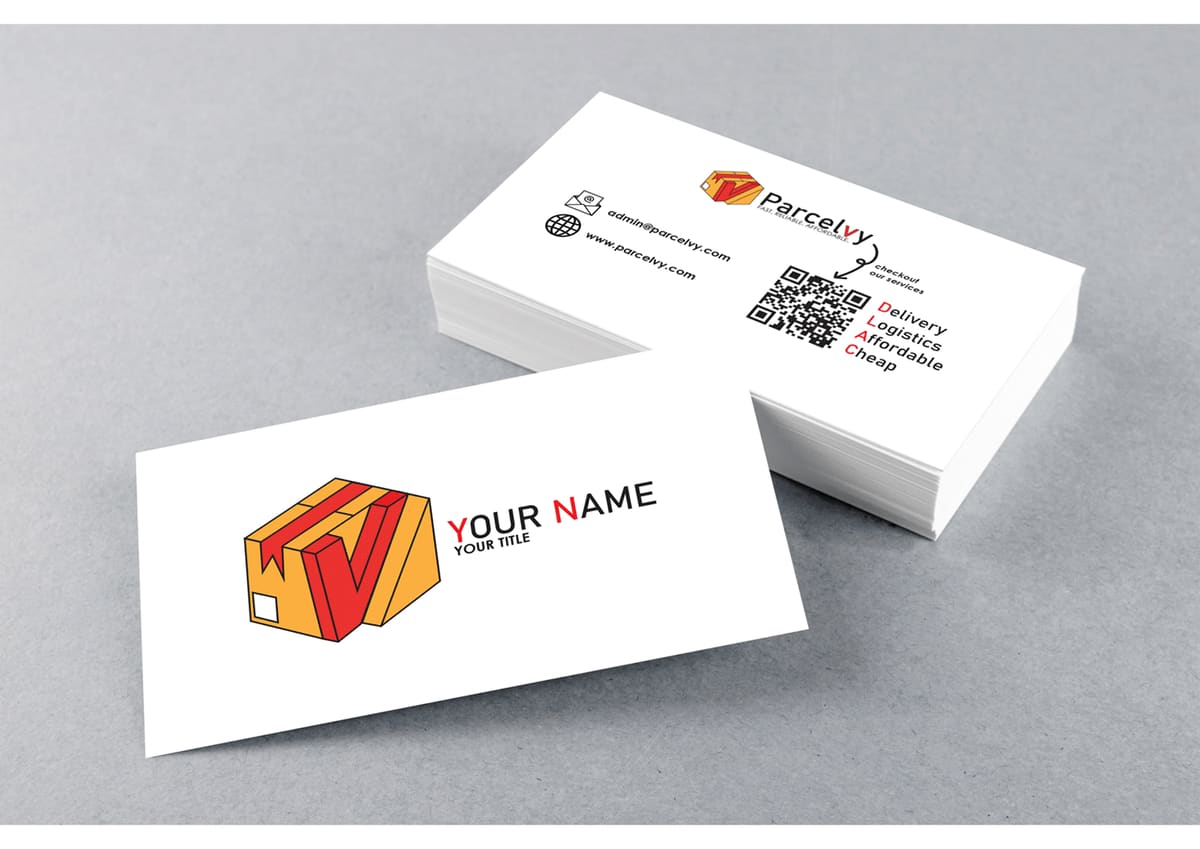 Parcelvy
FAST. RELIABLE. AFFORDABLE.
admin@parcelvy.com
www.parcelvy.com
checkout
our services
Delivery
Logistics
Affordable
Cheap
YOUR NAME
YOUR TITLE